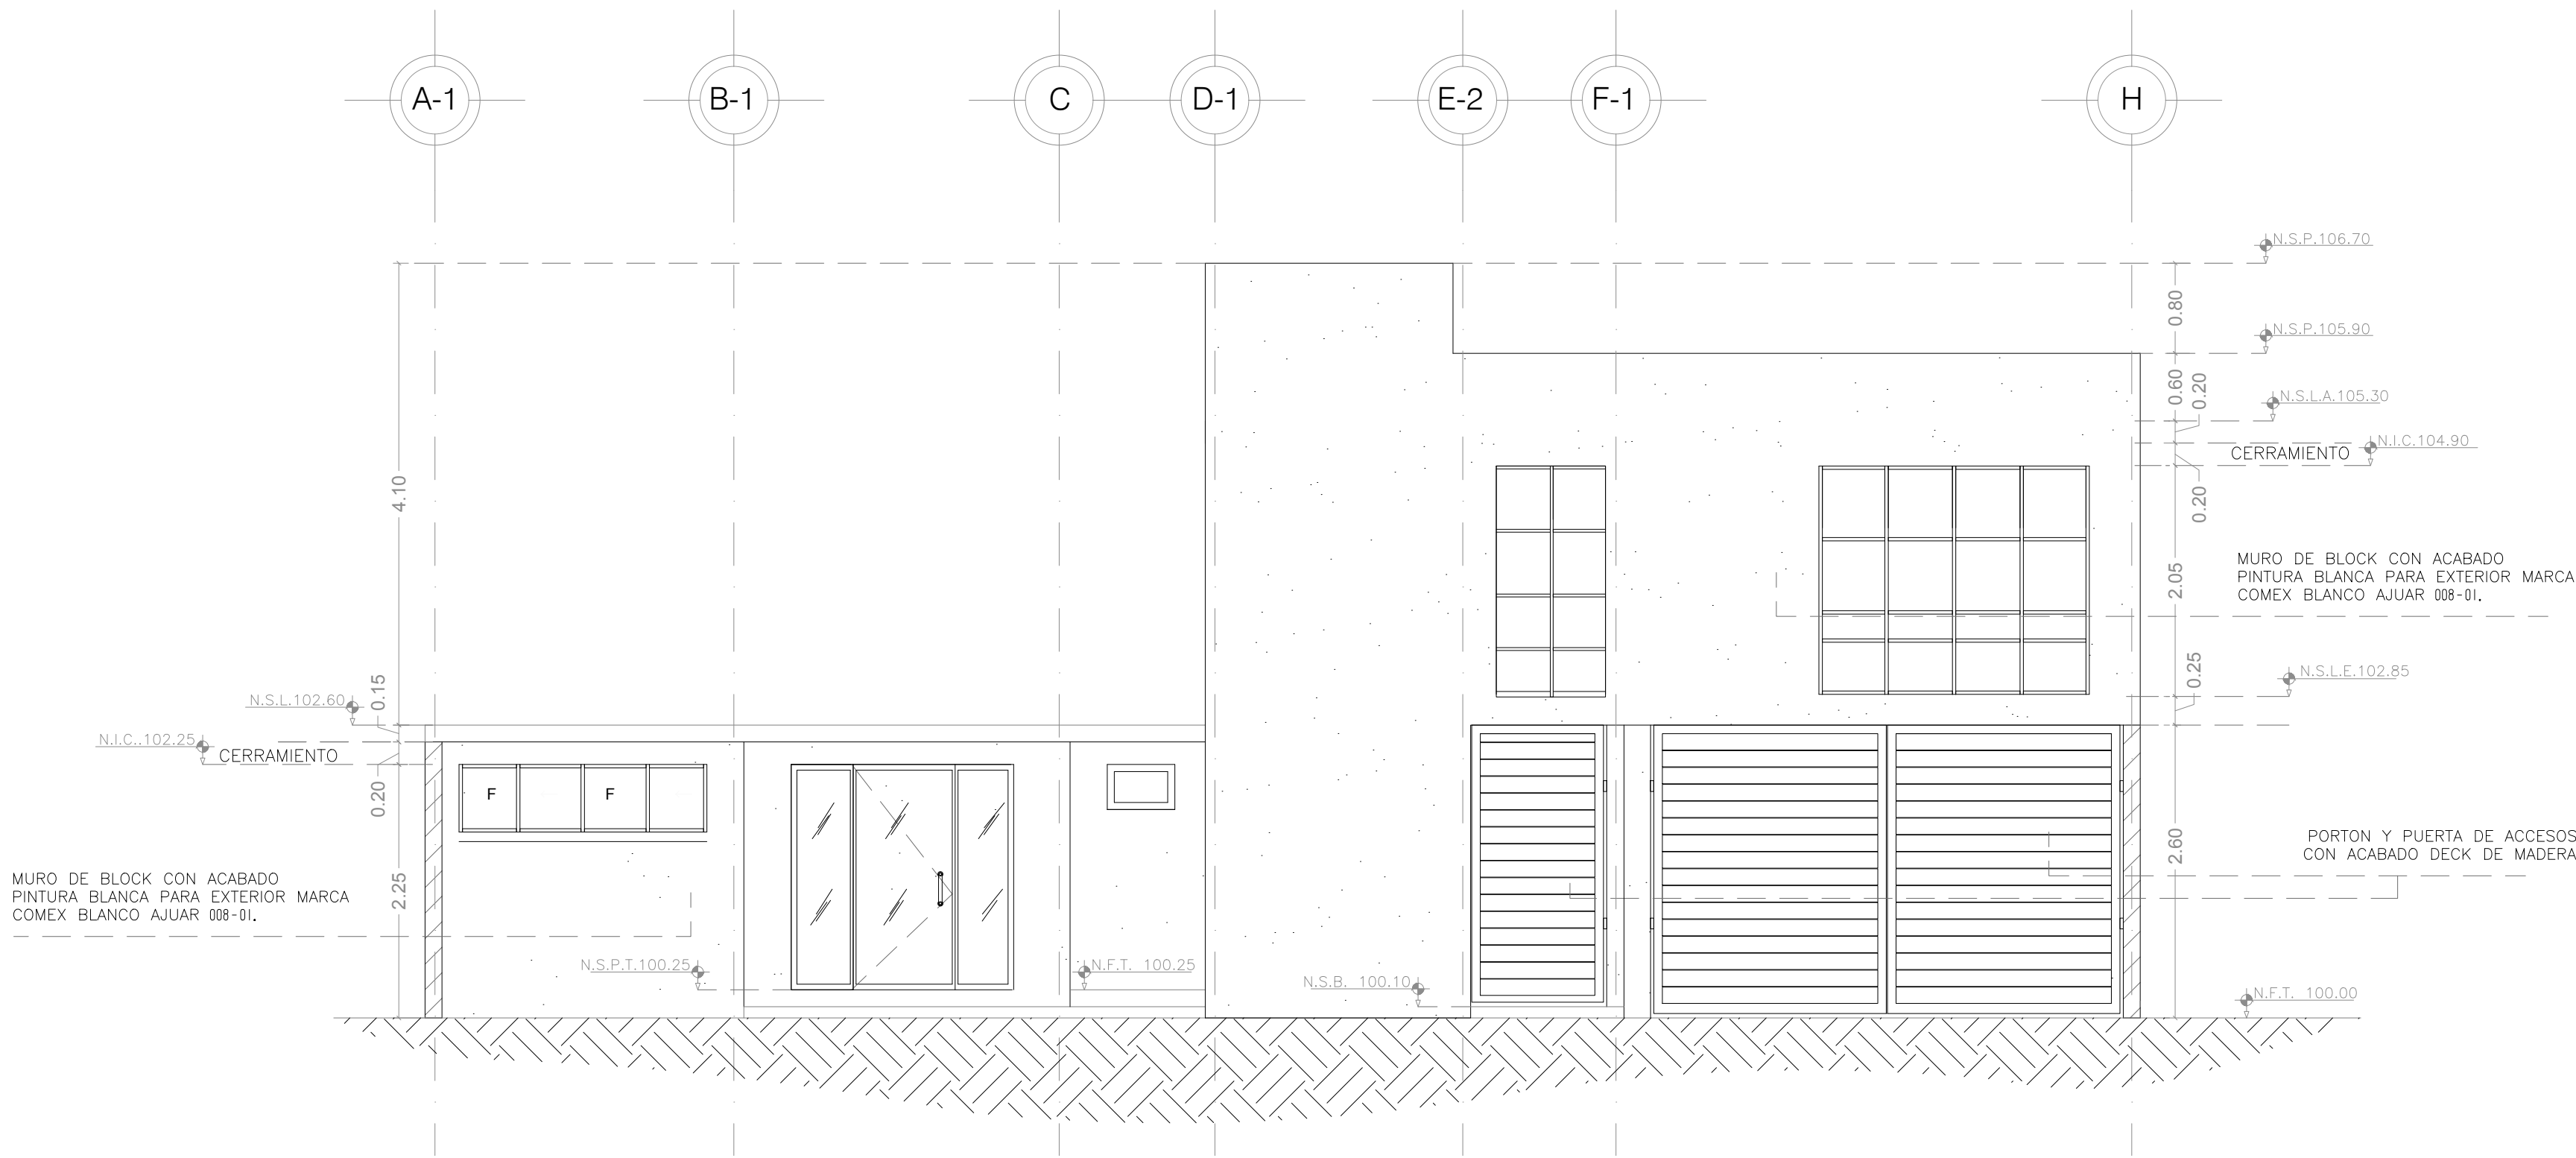 A-1
B-1
C
D-1
E-2
F-1
H
N.S.P.106.70
0.80
N.S.P.105.90
0.60
0.20
N.S.L.A.105.30
N.I.C.104.90
CERRAMIENTO
4.10
0.20
MURO DE BLOCK CON ACABADO
PINTURA BLANCA PARA EXTERIOR MARCA
COMEX BLANCO AJUAR 008-01.
2.05
N.S.L.E.102.85
0.25
0.15
N.S.L.102.60
N.I.C..102.25
CERRAMIENTO
0.20
F
F
PORTON Y PUERTA DE ACCESOS
CON ACABADO DECK DE MADERA
2.60
MURO DE BLOCK CON ACABADO
PINTURA BLANCA PARA EXTERIOR MARCA
COMEX BLANCO AJUAR 008-01.
2.25
N.S.P.T.100.25
N.F.T. 100.25
N.S.B. 100.10
N.F.T. 100.00